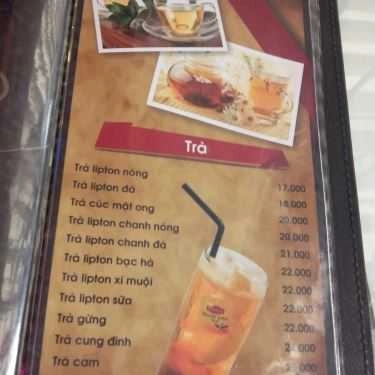 Trà
Trà lipton nóng 17.000
Trà lipton đá 18.000
Trà cúc mật ong 20.000
Trà lipton chanh nóng 20.000
Trà lipton chanh đá 21.000
Trà lipton bạc hà 22.000
Trà lipton xí muội 22.000
Trà lipton sữa 22.000
Trà gừng 22.000
Trà cung đình
Trà cam